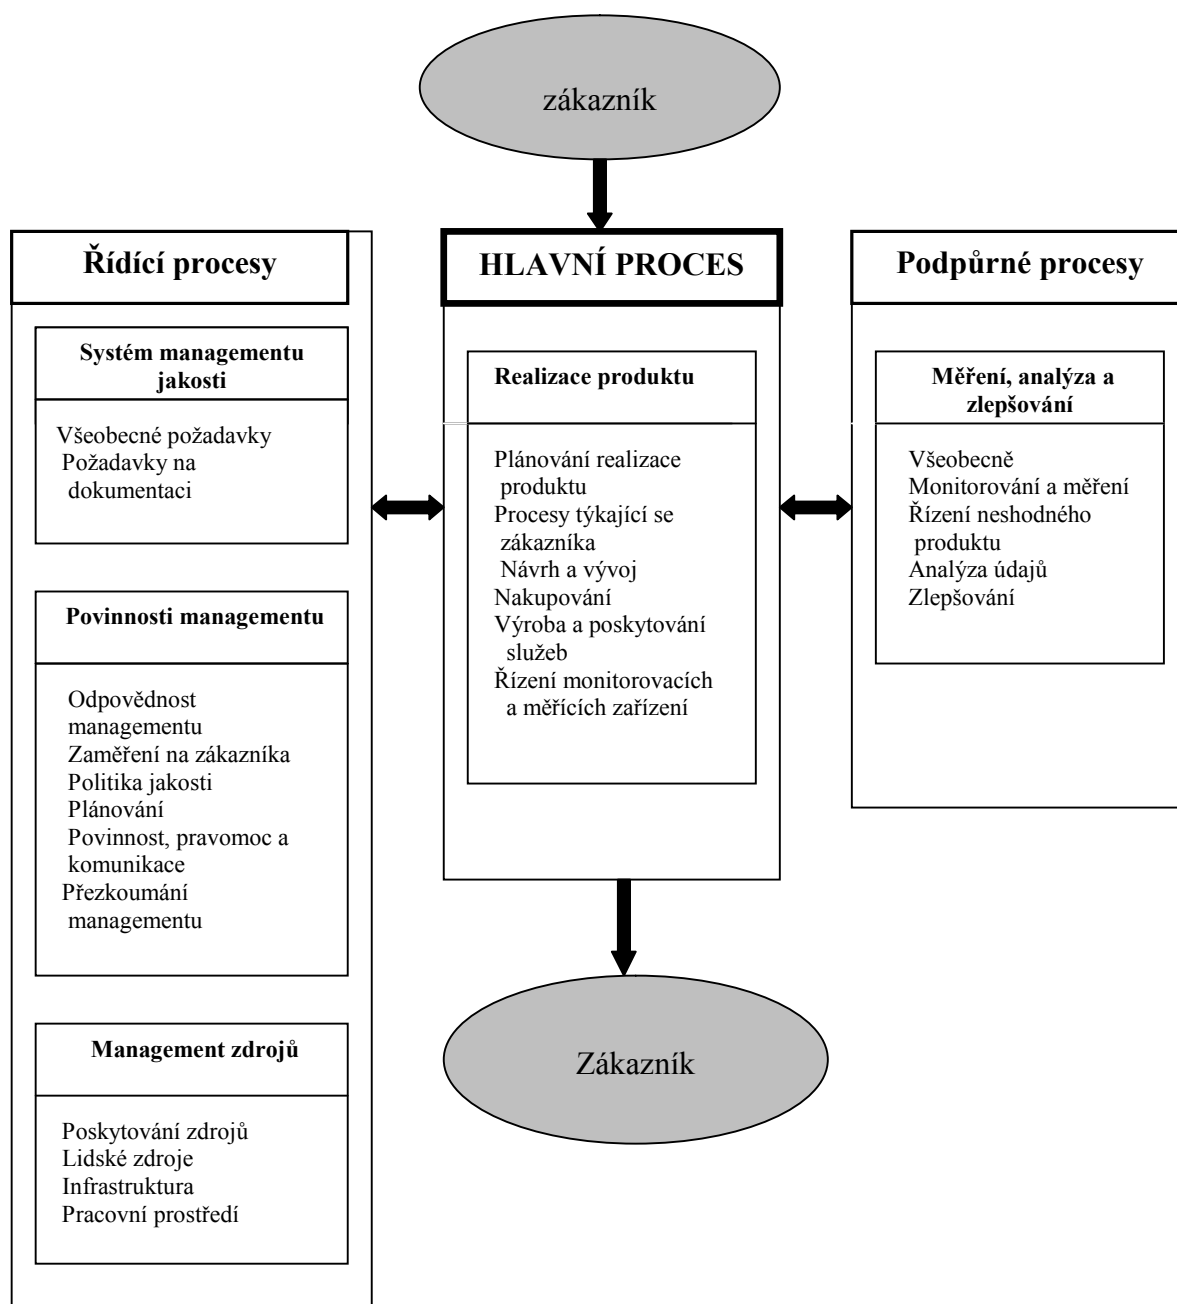 zákazník
Řídící procesy
Systém managementu
jakosti
Všeobecné požadavky
Požadavky na
dokumentaci
Povinnosti managementu
Odpovědnost
managementu
Zaměření na zákazníka
Politika jakosti
Plánování
Povinnost, pravomoc a
komunikace
Přezkoumání
managementu
Management zdrojů
Poskytování zdrojů
Lidské zdroje
Infrastruktura
Pracovní prostředí
HLAVNÍ PROCES
Realizace produktu
Plánování realizace
produktu
Procesy týkající se
zákazníka
Návrh a vývoj
Nakupování
Výroba a poskytování
služeb
Řízení monitorovacích
a měřících zařízení
Podpůrné procesy
Měření, analýza a
zlepšování
Všeobecně
Monitorování a měření
Řízení neshodného
produktu
Analýza údajů
Zlepšování
Zákazník